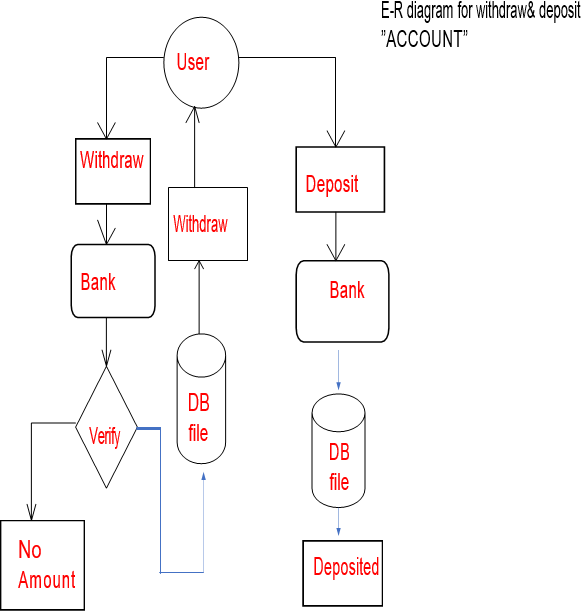 E-R diagram for withdraw& deposit
”ACCOUNT”
User
Withdraw
Deposit
Withdraw
Bank
Bank
DB
file
Verify
DB
file
No
Amount
Deposited